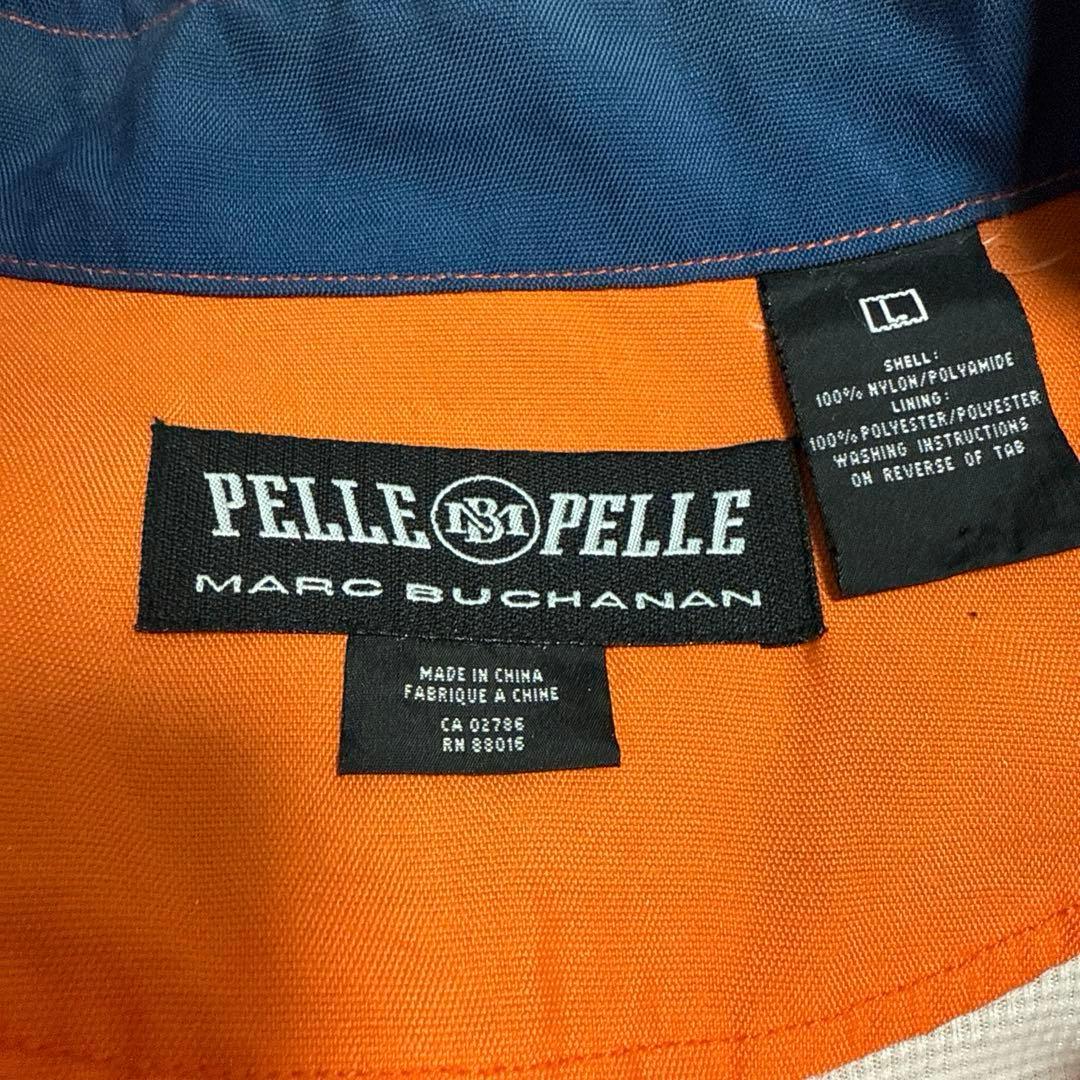 PELLE MB PELLE
MARC BUCHANAN
MADE IN CHINA
FABRIQUE A CHINE
CA 02786
RN 88016
L
SHELL:
100% NYLON/POLYAMIDE
LINING:
100% POLYESTER/POLYESTER
WASHING INSTRUCTIONS
ON REVERSE OF TAB